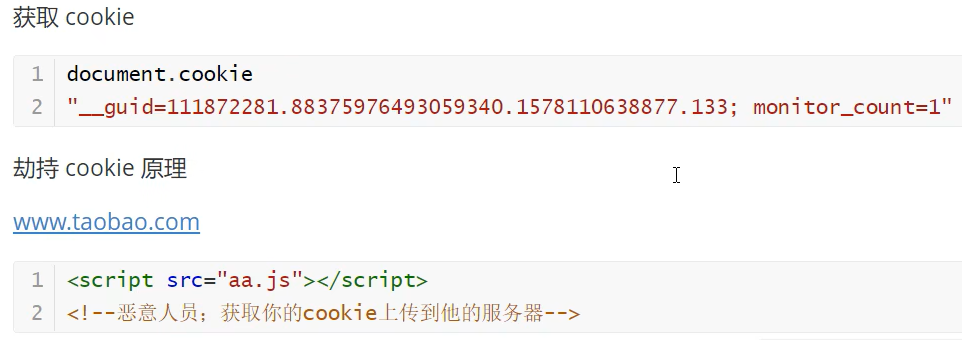 获取 cookie
1 document.cookie
2 "__guid=111872281.88375976493059340.1578110638877.133; monitor_count=1"
劫持 cookie 原理
www.taobao.com
1 <script src="aa.js"></script>
2 <!--恶意人员；获取你的cookie上传到他的服务器-->